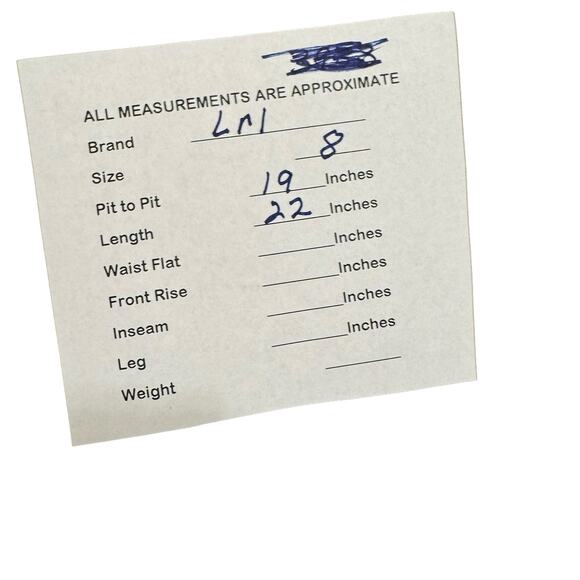 ALL MEASUREMENTS ARE APPROXIMATE
Brand
Size 8
Pit to Pit 19 Inches
Length 22 Inches
Waist Flat Inches
Front Rise Inches
Inseam Inches
Leg Inches
Weight